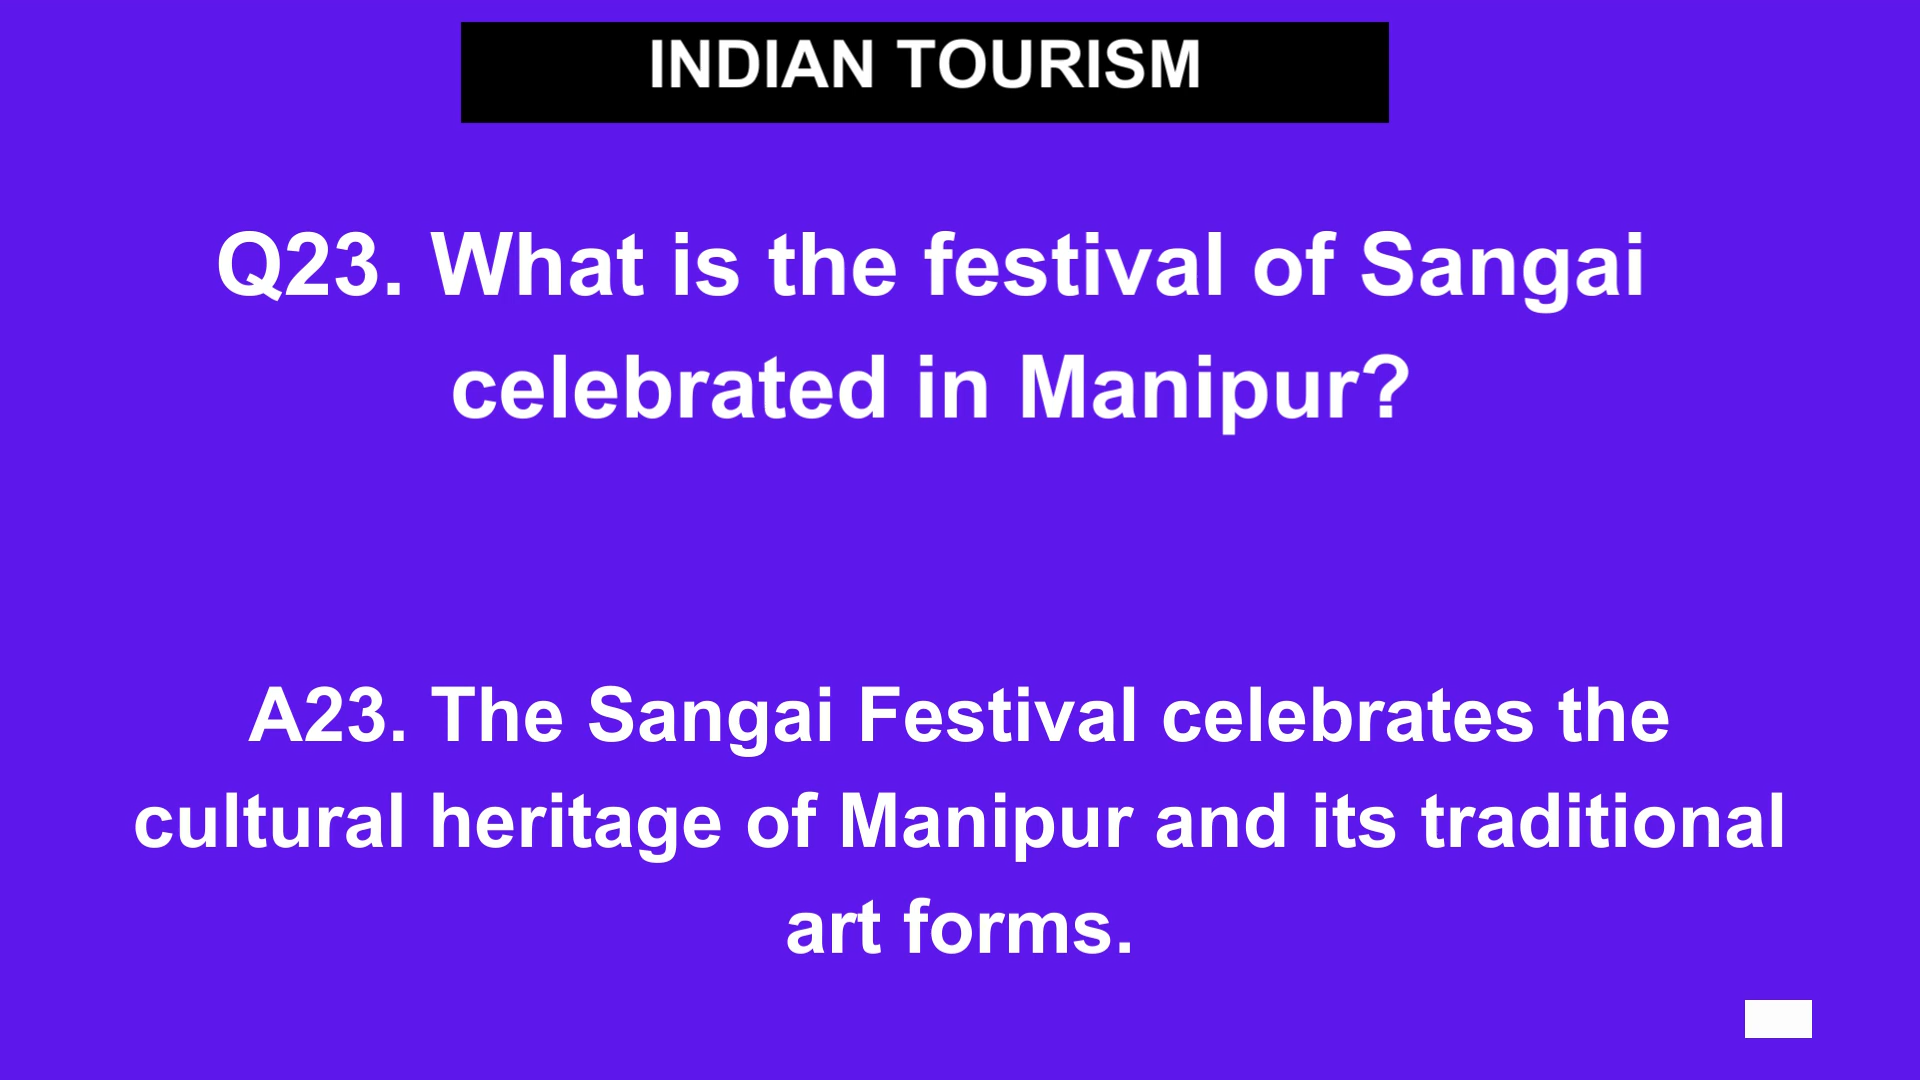 INDIAN TOURISM
Q23. What is the festival of Sangai
celebrated in Manipur?
A23. The Sangai Festival celebrates the
cultural heritage of Manipur and its traditional
art forms.